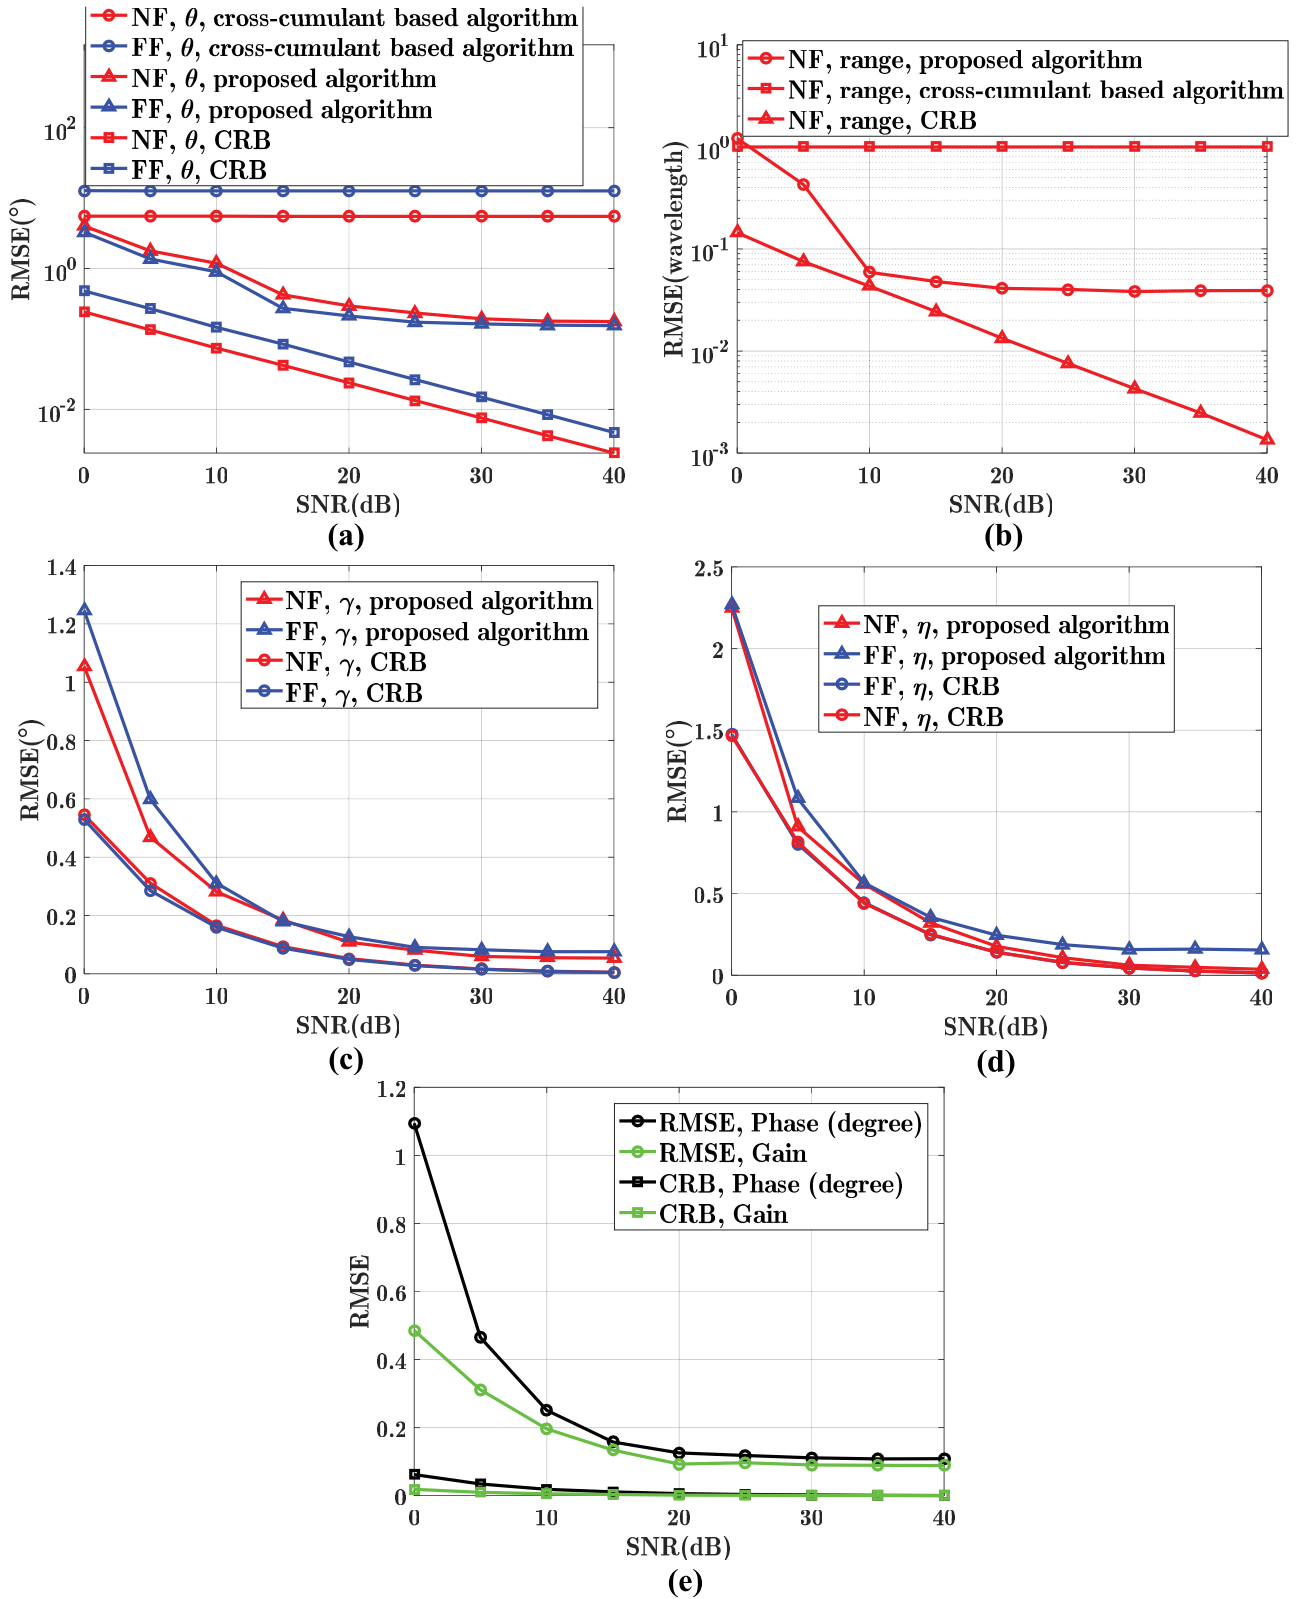 NF, θ, cross-cumulant based algorithm
FF, θ, cross-cumulant based algorithm
NF, θ, proposed algorithm
FF, θ, proposed algorithm
NF, θ, CRB
FF, θ, CRB
10^2
10^0
10^-2
RMSE(°)
0 10 20 30 40
SNR(dB)
(a)
NF, range, proposed algorithm
NF, range, cross-cumulant based algorithm
NF, range, CRB
10^1
10^0
10^-1
10^-2
10^-3
RMSE(wavelength)
0 10 20 30 40
SNR(dB)
(b)
NF, γ, proposed algorithm
FF, γ, proposed algorithm
NF, γ, CRB
FF, γ, CRB
1.4
1.2
1
0.8
0.6
0.4
0.2
0
RMSE(°)
0 10 20 30 40
SNR(dB)
(c)
NF, η, proposed algorithm
FF, η, proposed algorithm
FF, η, CRB
NF, η, CRB
2.5
2
1.5
1
0.5
0
RMSE(°)
0 10 20 30 40
SNR(dB)
(d)
RMSE, Phase (degree)
RMSE, Gain
CRB, Phase (degree)
CRB, Gain
1.2
1
0.8
0.6
0.4
0.2
0
RMSE
0 10 20 30 40
SNR(dB)
(e)